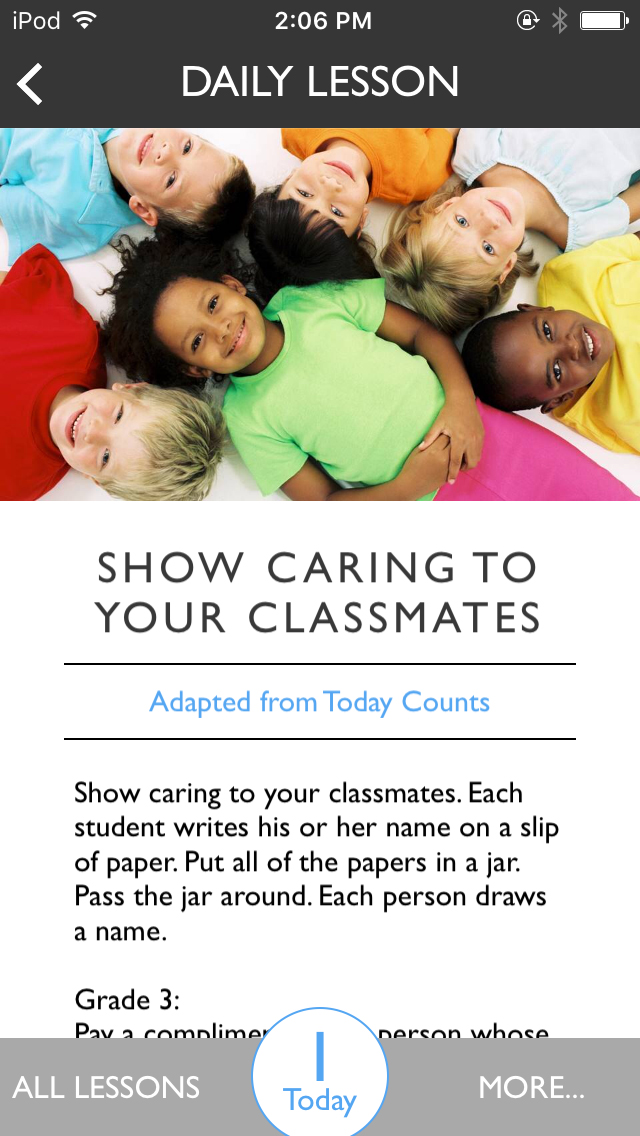 iPod 2:06 PM
DAILY LESSON
SHOW CARING TO
YOUR CLASSMATES
Adapted from Today Counts
Show caring to your classmates. Each
student writes his or her name on a slip
of paper. Put all of the papers in a jar.
Pass the jar around. Each person draws
a name.
Grade 3:
Pay a compliment person whose
ALL LESSONS
1
Today
MORE...